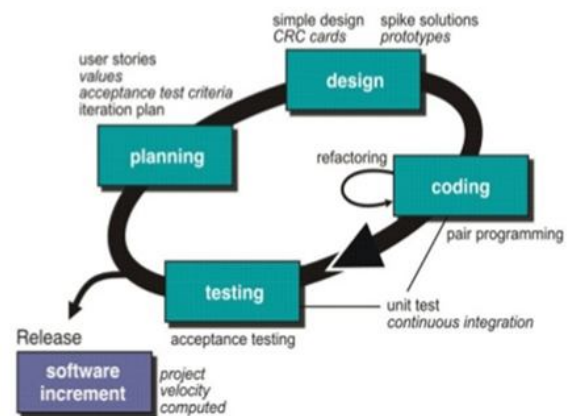 simple design
CRC cards
spike solutions
prototypes
user stories
values
acceptance test criteria
iteration plan
design
planning
refactoring
coding
pair programming
testing
unit test
continuous integration
acceptance testing
Release
software
increment
project
velocity
computed